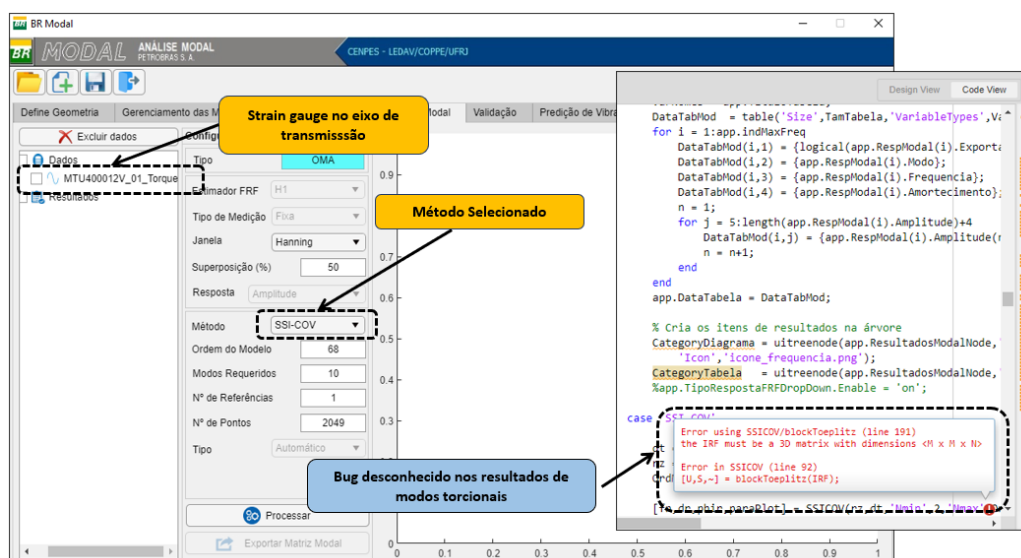 BR Modal
BR MODAL ANÁLISE MODAL
PETROBRAS S. A.
CENPES - LEDAV/COPPE/UFRJ
Design View
Code View
Define Geometria
Gerenciamento das M
Modal
Validação
Predição de Vibra
Strain gauge no eixo de
transmisssão
Excluir dados
Dados
MTU400012V_01_Torque
Resultados
Tipo
OMA
Estimador FRF
H1
Tipo de Medição
Fixa
Janela
Hanning
Superposição (%)
50
Resposta
Amplitude
Método
SSI-COV
Ordem do Modelo
68
Modos Requeridos
10
Nº de Referências
1
Nº de Pontos
2049
Tipo
Automático
Processar
Exportar Matriz Modal
Método Selecionado
0.9
0.7
0.6
0.5
0.4
0.3
0
0
0.1
0.2
0.3
0.4
0.5
0.6
0.7
0.8
0.9
1
DataTabMod = table('Size',TamTabela,'VariableTypes',Va
for i = 1:app.indMaxFreq
DataTabMod(i,1) = {logical(app.RespModal(i).Exporta
DataTabMod(i,2) = {app.RespModal(i).Modo};
DataTabMod(i,3) = {app.RespModal(i).Frequencia};
DataTabMod(i,4) = {app.RespModal(i).Amortecimento};
n = 1;
for j = 5:length(app.RespModal(i).Amplitude)+4
DataTabMod(i,j) = {app.RespModal(i).Amplitude(n
n = n+1;
end
end
app.DataTabela = DataTabMod;
% Cria os itens de resultados na árvore
CategoryDiagrama = uitreenode(app.ResultadosModalNode,'
'Icon','icone_frequencia.png');
CategoryTabela = uitreenode(app.ResultadosModalNode,'
%app.TipoRespostaFRFDropDown.Enable = 'on';
case 'SSI COV'
Error using SSICOV/blockToeplitz (line 191)
the IRF must be a 3D matrix with dimensions <M x M x N>
Error in SSICOV (line 92)
[U,S,~] = blockToeplitz(IRF);
[fn,dr,phir,paraPlot] = SSICOV(rz,dt,'Nmin',2,'Nmax'
Bug desconhecido nos resultados de
modos torcionais